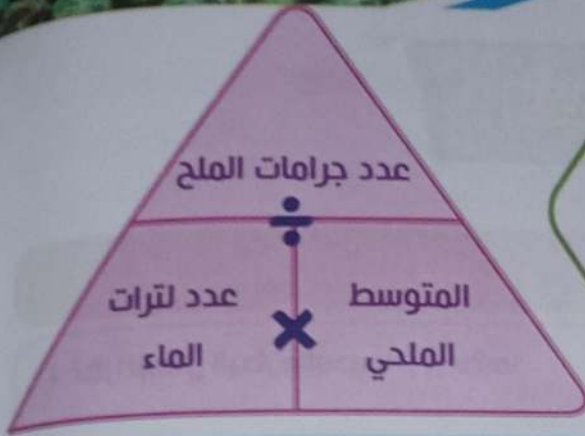 عدد جرامات الملح
÷
المتوسط
الملحي
×
عدد لترات
الماء